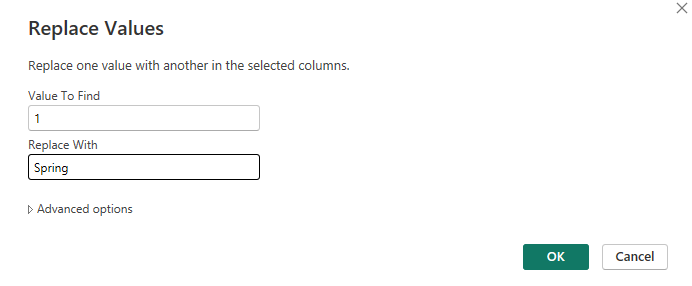 Replace Values
Replace one value with another in the selected columns.
Value To Find
1
Replace With
Spring
Advanced options
OK Cancel